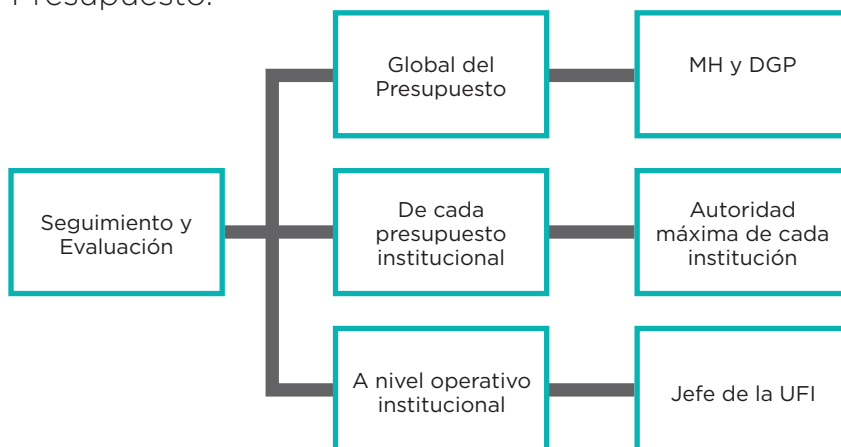 Presupuesto.
Global del
Presupuesto
MH y DGP
Seguimiento y
Evaluación
De cada
presupuesto
institucional
Autoridad
máxima de cada
institución
A nivel operativo
institucional
Jefe de la UFI